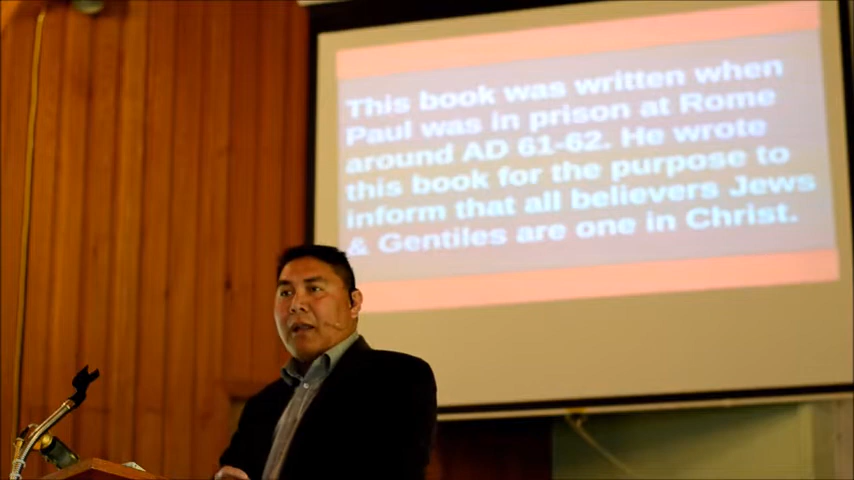 This book was written when
Paul was in prison at Rome
around AD 61-62. He wrote
this book for the purpose to
inform that all believers Jews
& Gentiles are one in Christ.